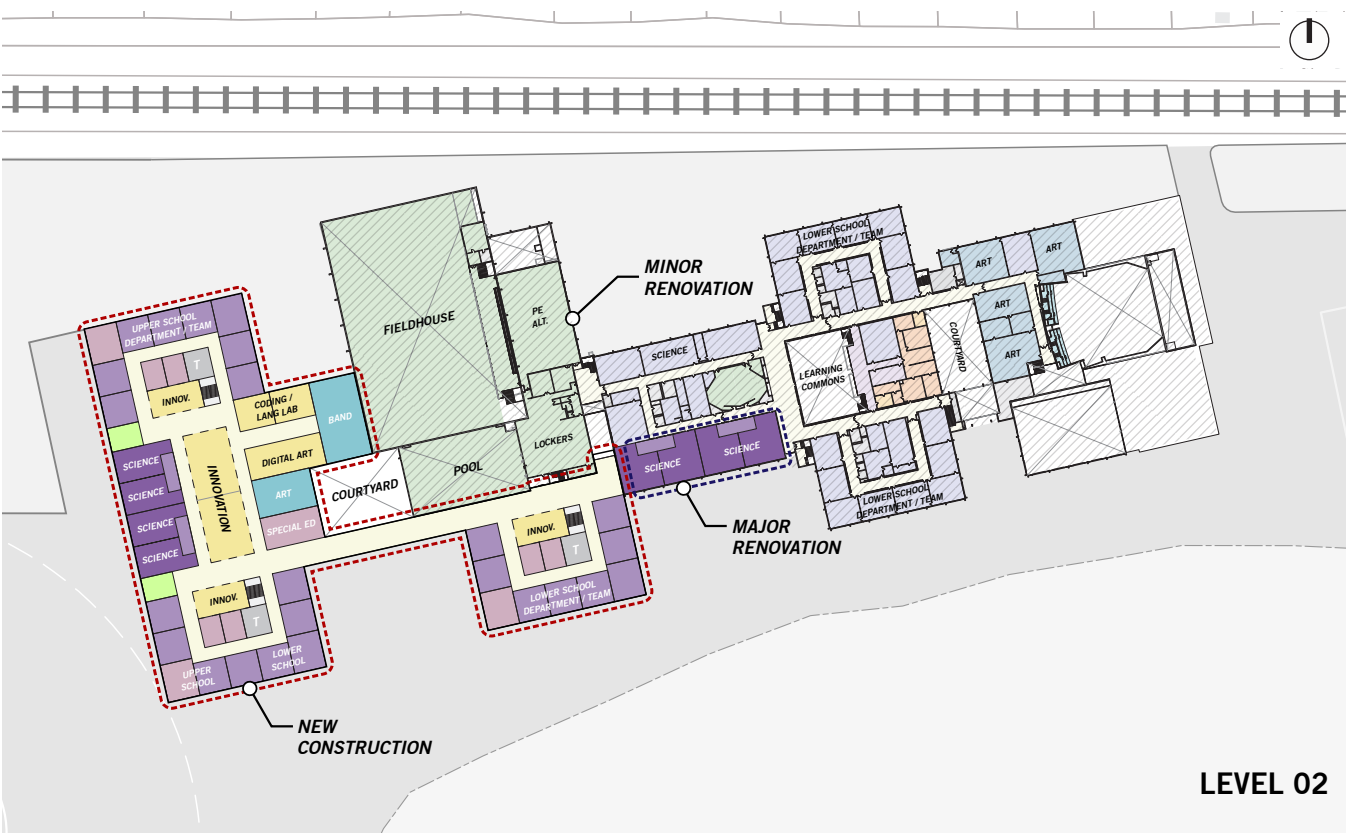 LOWER SCHOOL
DEPARTMENT / TEAM
ART
ART
MINOR
RENOVATION
FIELDHOUSE
PE
ALT.
UPPER SCHOOL
DEPARTMENT / TEAM
T
INNOV.
SCIENCE
LEARNING
COMMONS
COURTYARD
ART
ART
CODING /
LANG LAB
BAND
DIGITAL ART
ART
SPECIAL ED
INNOVATION
SCIENCE
SCIENCE
SCIENCE
SCIENCE
COURTYARD
POOL
LOCKERS
SCIENCE
SCIENCE
LOWER SCHOOL
DEPARTMENT / TEAM
MAJOR
RENOVATION
INNOV.
T
LOWER SCHOOL
DEPARTMENT / TEAM
INNOV.
T
UPPER
SCHOOL
LOWER
SCHOOL
NEW
CONSTRUCTION
LEVEL 02